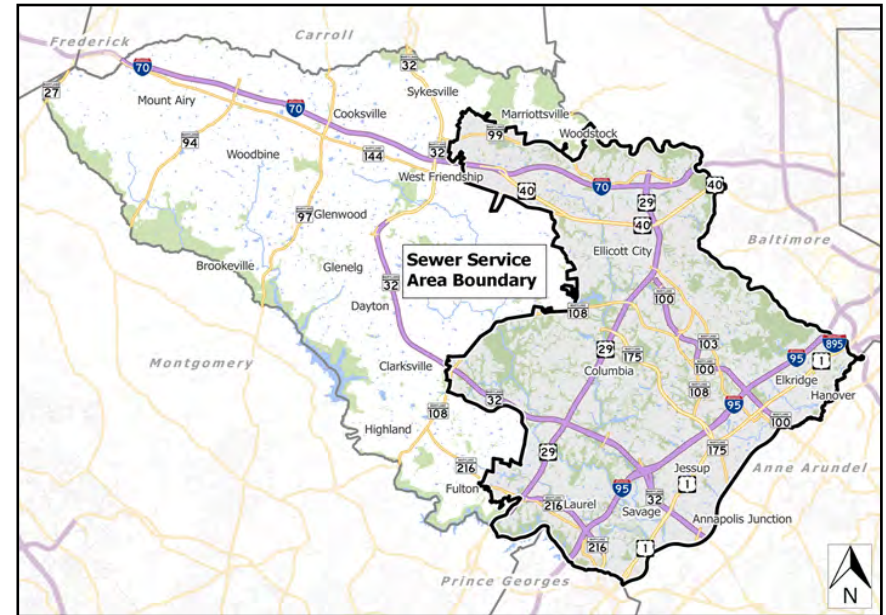 Frederick
Carroll
70
27
Mount Airy
70
Cooksville
32
Sykesville
Marriottsville
99
Woodstock
94
Woodbine
144
32
West Friendship
40
70
29
40
40
97
Glenwood
Ellicott City
Baltimore
Brookeville
Glenelg
Sewer Service
Area Boundary
32
Dayton
108
100
Montgomery
29
175
103
95
895
1
Clarksville
Columbia
100
Elkridge
108
Hanover
32
95
108
100
Highland
29
175
216
Jessup
Anne Arundel
Fulton
95
1
32
216
Laurel
Savage
Annapolis Junction
216
1
Prince Georges
N